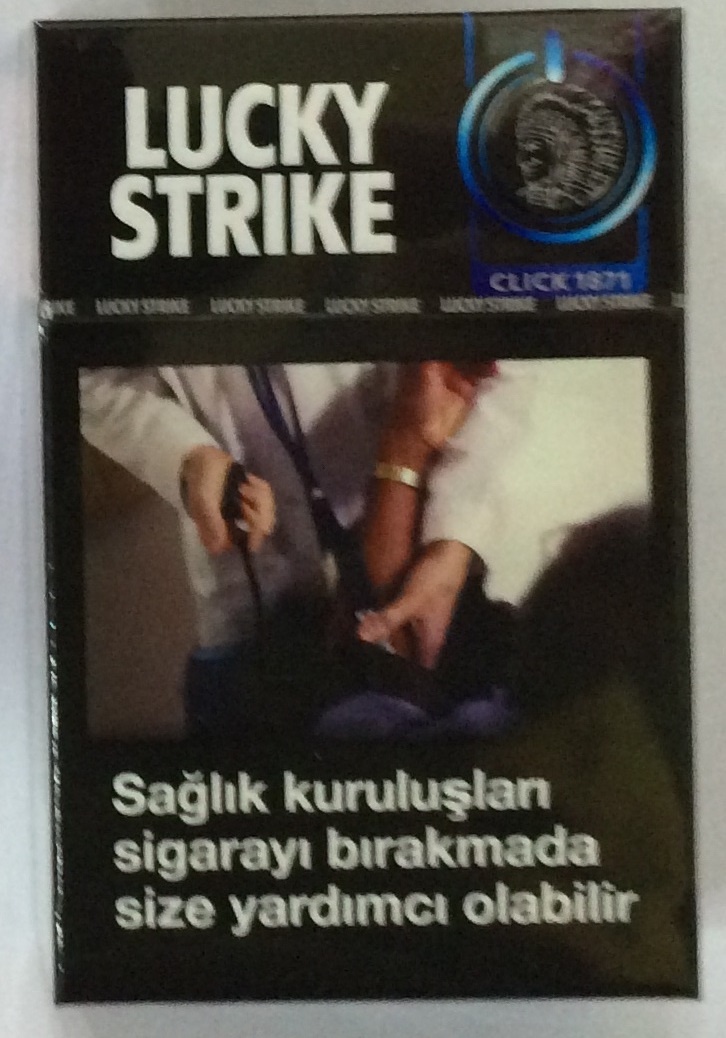 LUCKY
STRIKE
CLICK 1871
LUCKY STRIKE LUCKY STRIKE LUCKY STRIKE LUCKY STRIKE LUCKY STRIKE
Sağlık kuruluşları
sigarayı bırakmada
size yardımcı olabilir